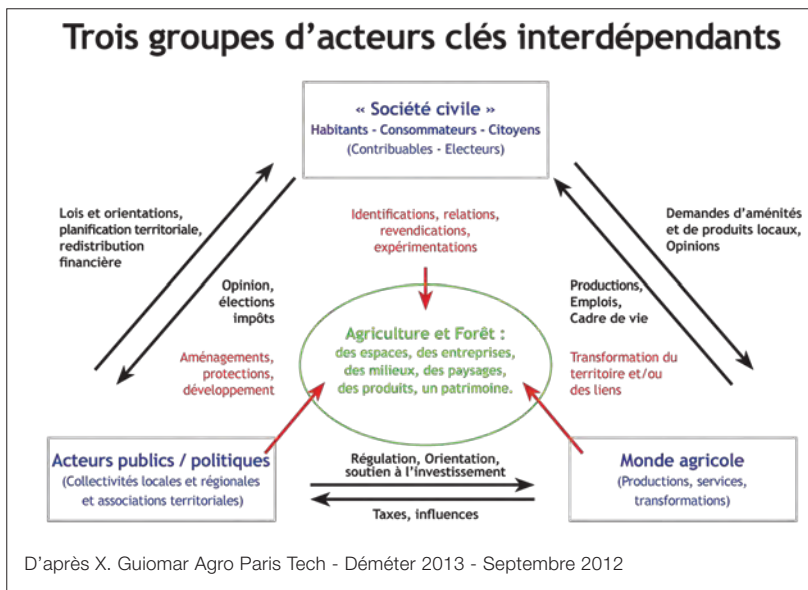 Trois groupes d'acteurs clés interdépendants
« Société civile »
Habitants - Consommateurs - Citoyens
(Contribuables - Electeurs)
Lois et orientations,
planification territoriale,
redistribution
financière
Identifications, relations,
revendications,
expérimentations
Demandes d'aménités
et de produits locaux,
Opinions
Opinion,
élections
impôts
Productions,
Emplois,
Cadre de vie
Agriculture et Forêt :
des espaces, des entreprises,
des milieux, des paysages,
des produits, un patrimoine.
Aménagements,
protections,
développement
Transformation du
territoire et/ou
des liens
Acteurs publics / politiques
(Collectivités locales et régionales
et associations territoriales)
Régulation, Orientation,
soutien à l'investissement
Taxes, influences
Monde agricole
(Productions, services,
transformations)
D'après X. Guiomar Agro Paris Tech - Déméter 2013 - Septembre 2012